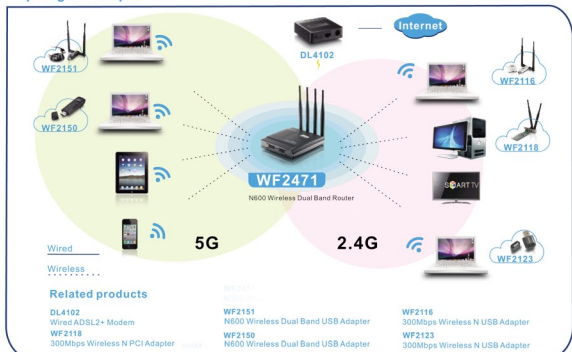 Internet
DL4102
WF2151
WF2116
WF2150
WF2118
WF2471
N600 Wireless Dual Band Router
SMART TV
5G
2.4G
WF2123
Wired
Wireless
Related products
DL4102
Wired ADSL2+ Modem
WF2118
300Mbps Wireless N PCI Adapter
WF2151
N600 Wireless Dual Band USB Adapter
WF2150
N600 Wireless Dual Band USB Adapter
WF2116
300Mbps Wireless N USB Adapter
WF2123
300Mbps Wireless N USB Adapter